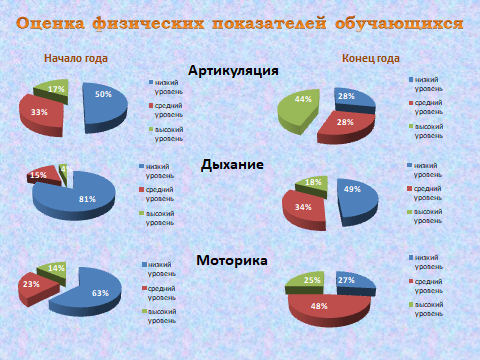 Оценка физических показателей обучающихся
Начало года
Конец года
Артикуляция
17%
50%
33%
низкий
уровень
средний
уровень
высокий
уровень
44%
28%
28%
низкий
уровень
средний
уровень
высокий
уровень
Дыхание
15%
4%
81%
низкий
уровень
средний
уровень
высокий
уровень
18%
49%
34%
низкий
уровень
средний
уровень
высокий
уровень
Моторика
14%
23%
63%
низкий
уровень
средний
уровень
высокий
уровень
25%
27%
48%
низкий
уровень
средний
уровень
высокий
уровень